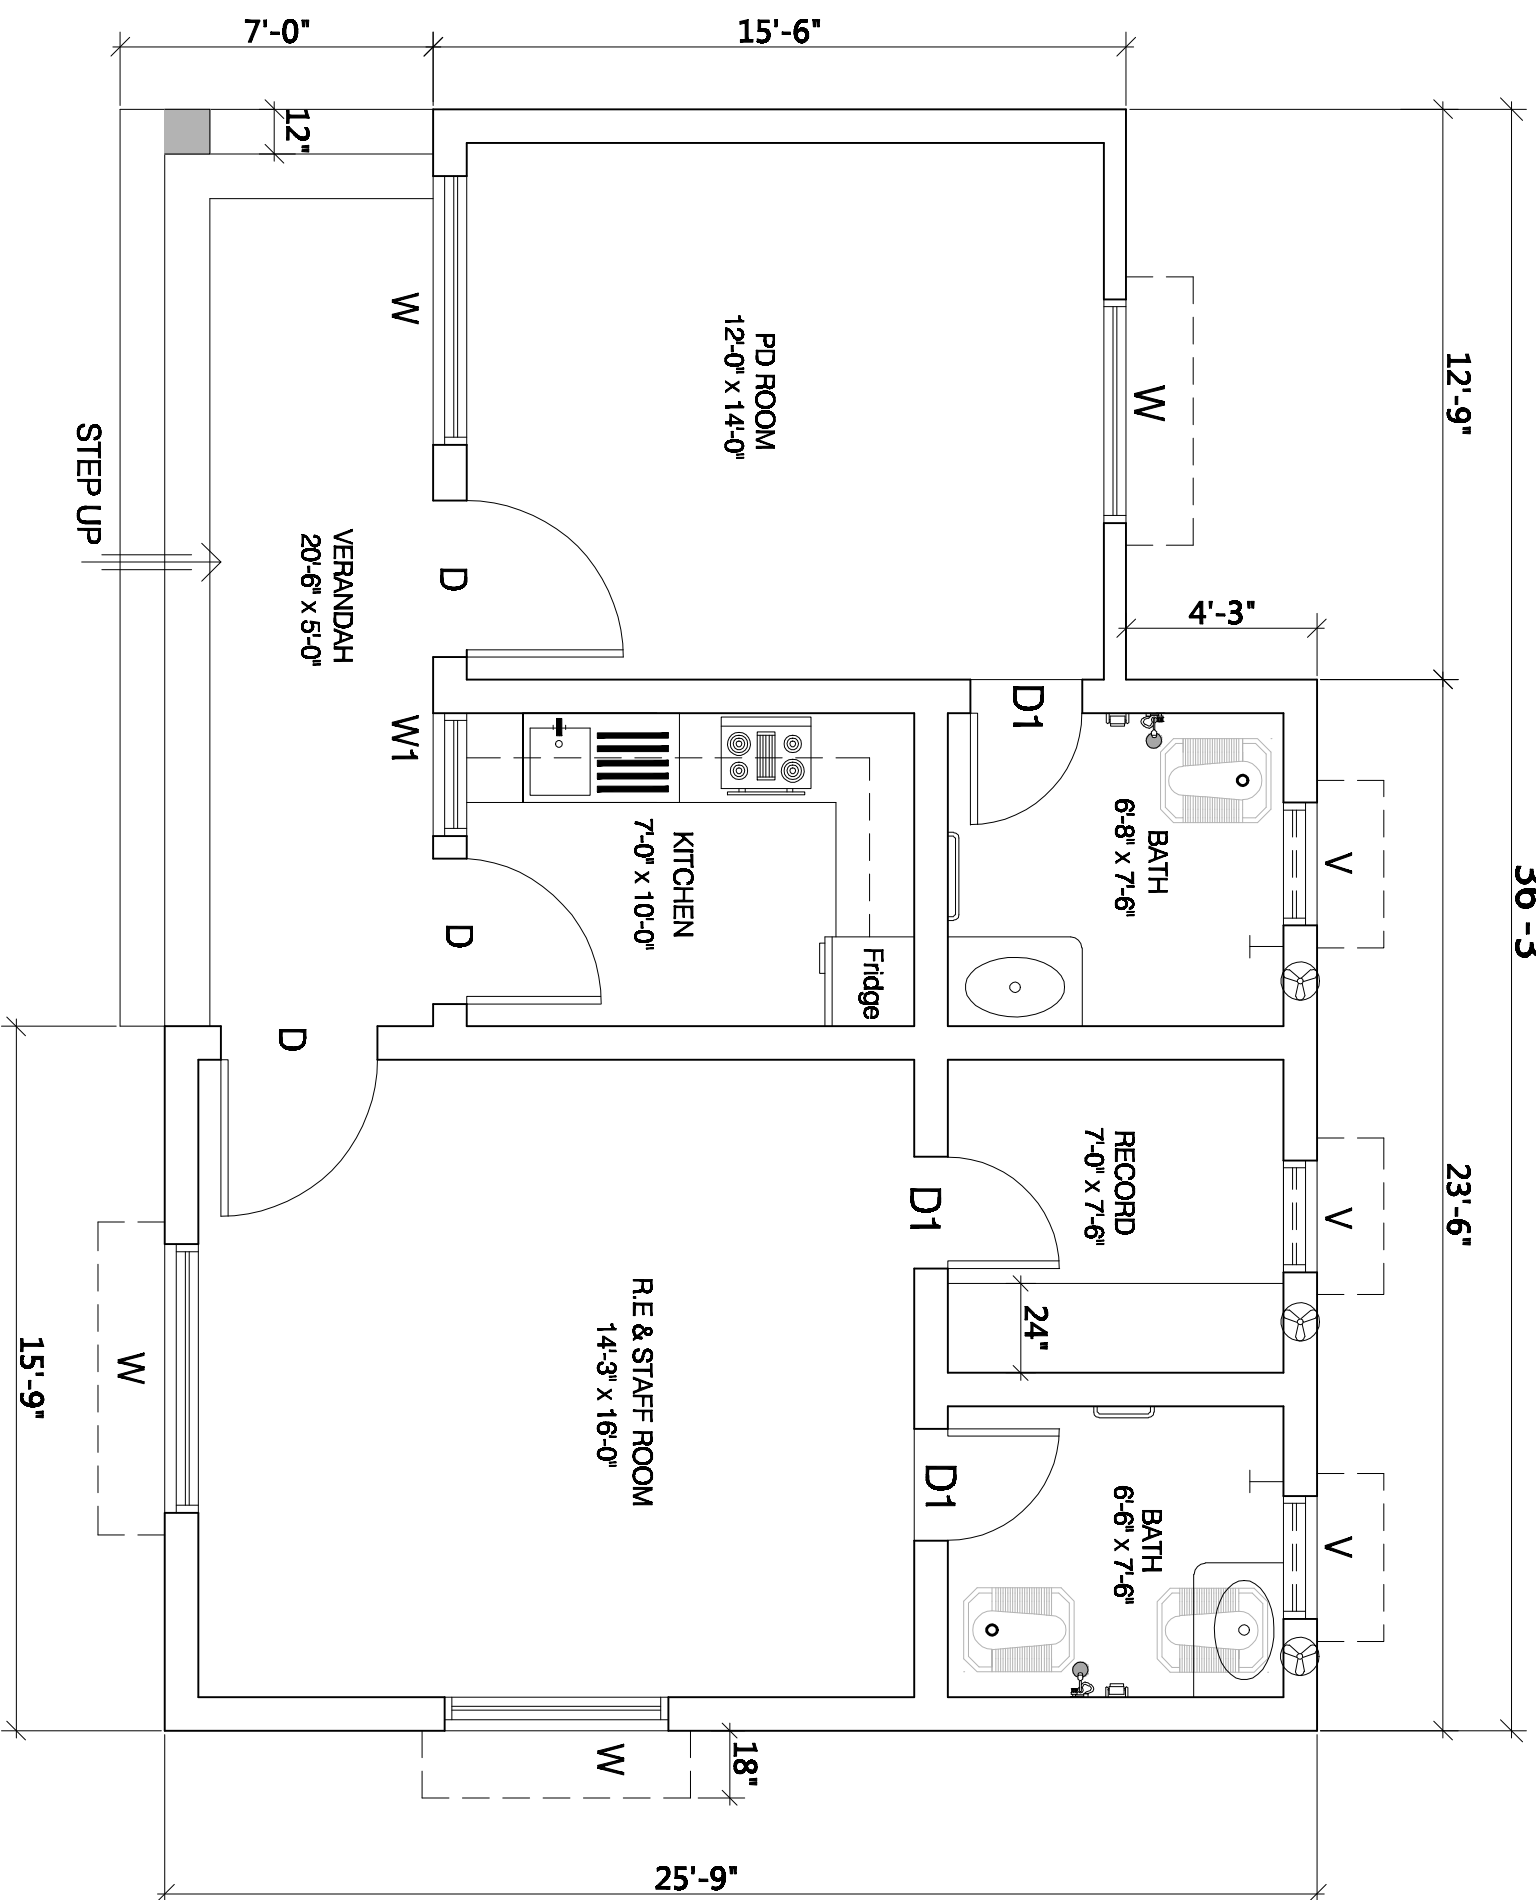 7'-0"
15'-6"
12"
12'-9"
W
PD ROOM
12'-0" x 14'-0"
W
4'-3"
STEP UP
VERANDAH
20'-6" x 5'-0"
D
D1
W1
KITCHEN
7'-0" x 10'-0"
BATH
6'-8" x 7'-6"
V
36'-3"
D
Fridge
D
RECORD
7'-0" x 7'-6"
V
23'-6"
D1
24"
R.E & STAFF ROOM
14'-3" x 16'-0"
W
15'-9"
D1
BATH
6'-6" x 7'-6"
V
W
18"
25'-9"